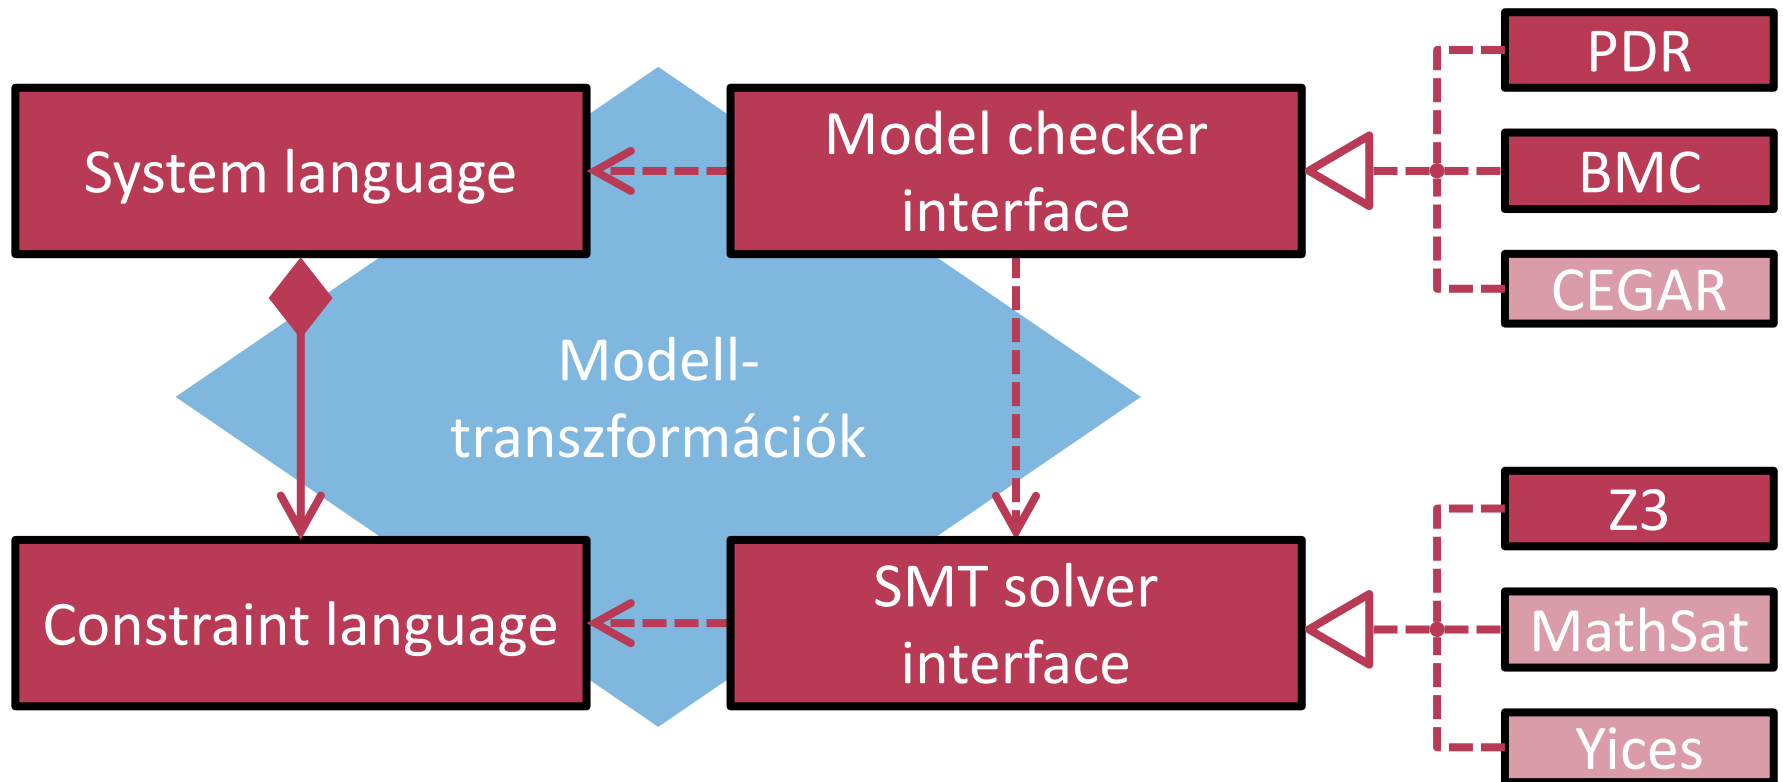 System language
Model checker
interface
PDR
BMC
CEGAR
Modell-
transzformációk
Constraint language
SMT solver
interface
Z3
MathSat
Yices